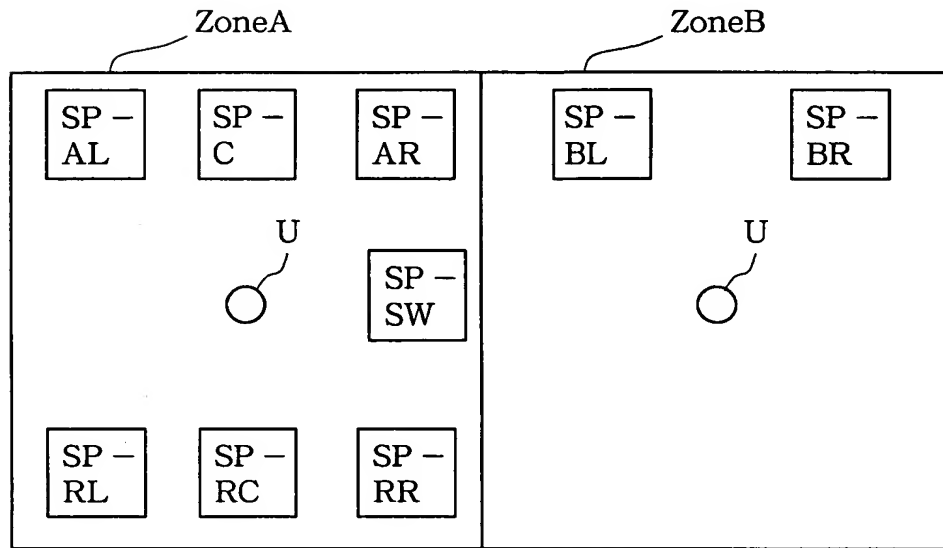 ZoneA
ZoneB
SP-
AL
SP-
C
SP-
AR
SP-
BL
SP-
BR
U
U
SP-
SW
SP-
RL
SP-
RC
SP-
RR